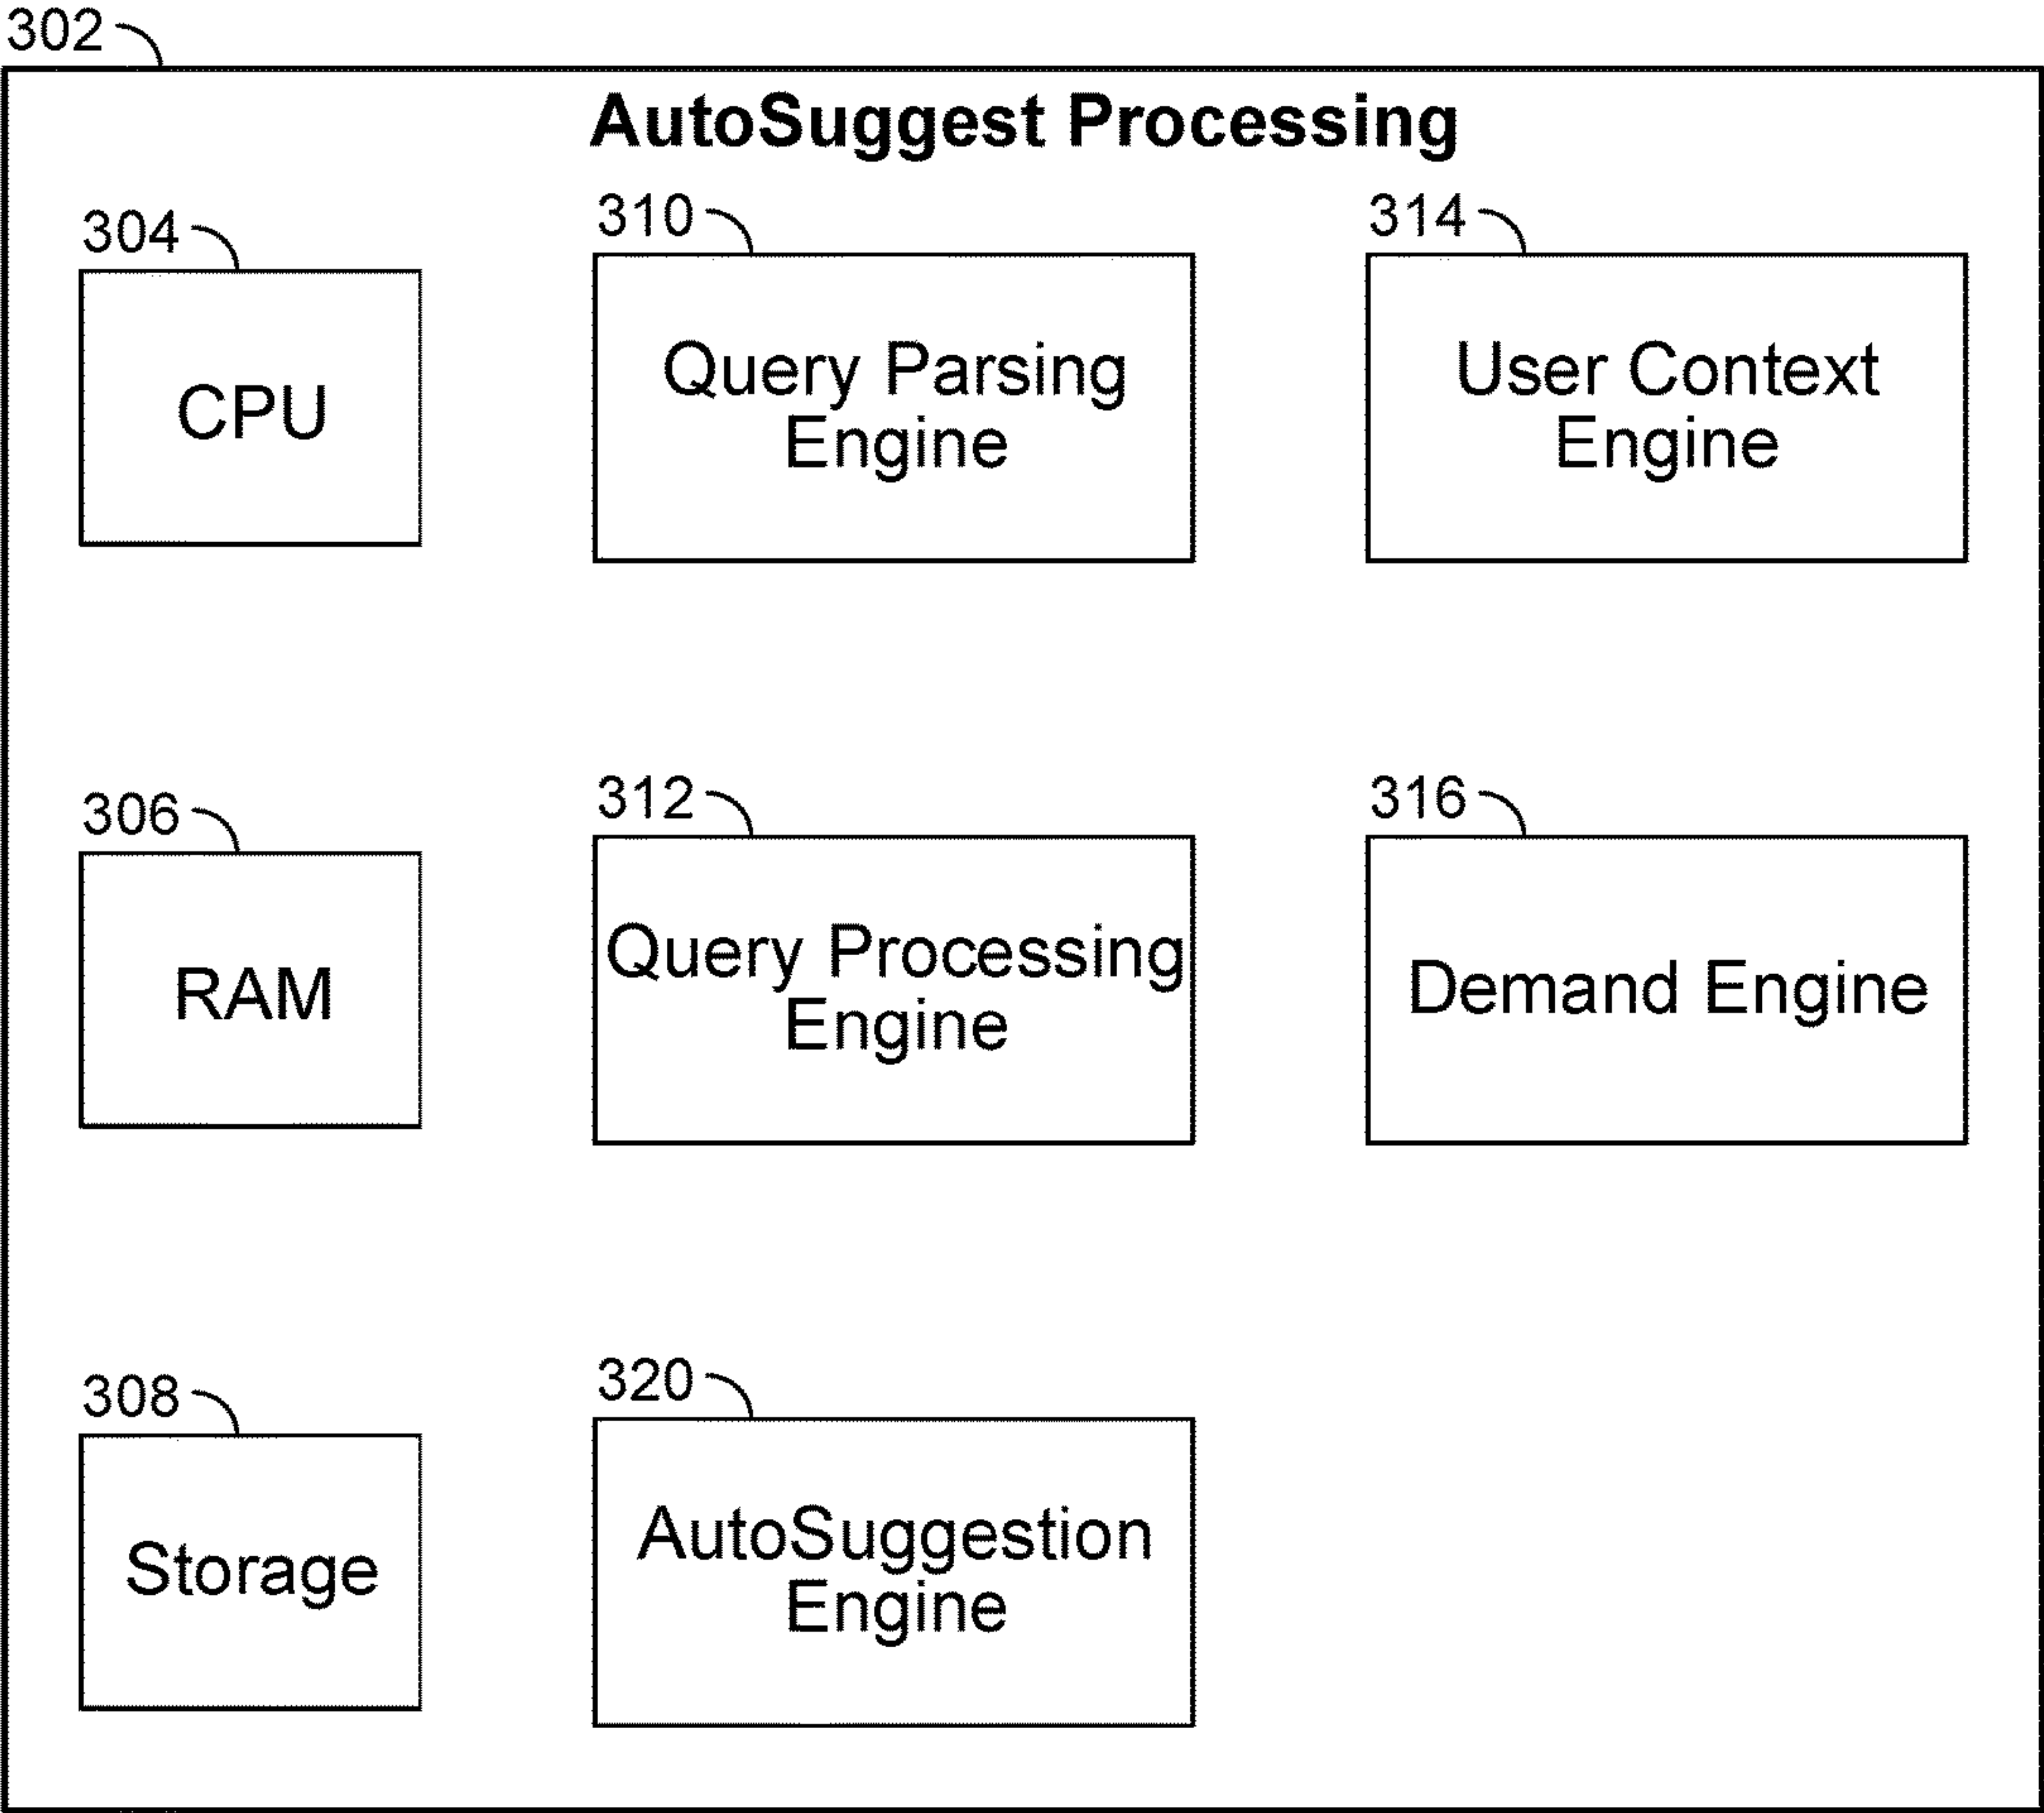 302
AutoSuggest Processing
304
CPU
310
Query Parsing
Engine
314
User Context
Engine
306
RAM
312
Query Processing
Engine
316
Demand Engine
308
Storage
320
AutoSuggestion
Engine